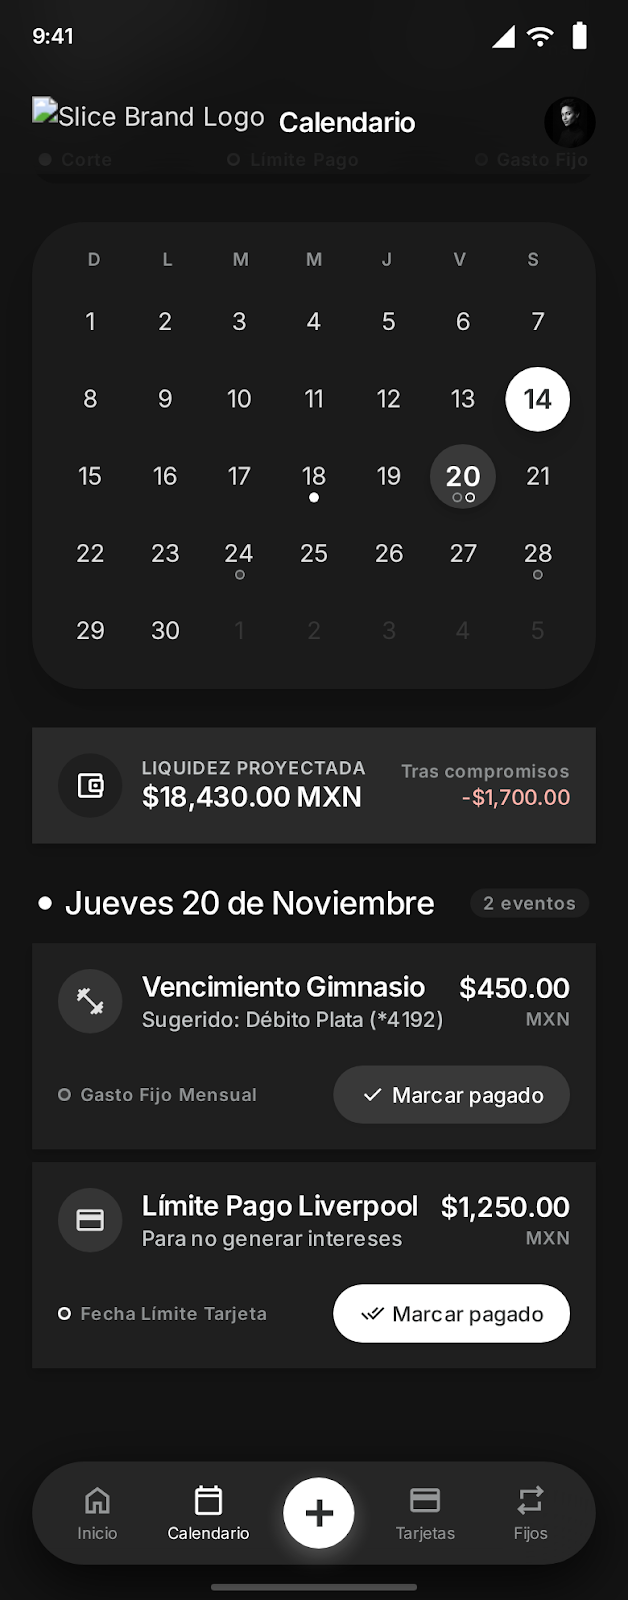 9:41
Slice Brand Logo Calendario
Corte Límite Pago Gasto Fijo
D L M M J V S
1 2 3 4 5 6 7
8 9 10 11 12 13 14
15 16 17 18 19 20 21
22 23 24 25 26 27 28
29 30 1 2 3 4 5
LIQUIDEZ PROYECTADA Tras compromisos
$18,430.00 MXN -$1,700.00
Jueves 20 de Noviembre 2 eventos
Vencimiento Gimnasio $450.00
Sugerido: Débito Plata (*4192) MXN
Gasto Fijo Mensual Marcar pagado
Límite Pago Liverpool $1,250.00
Para no generar intereses MXN
Fecha Límite Tarjeta Marcar pagado
Inicio Calendario Tarjetas Fijos